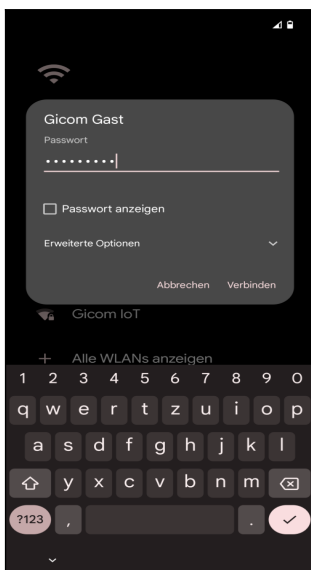 Gicom Gast
Passwort
•••••••••
Passwort anzeigen
Erweiterte Optionen
Abbrechen Verbinden
Gicom IoT
+ Alle WLANs anzeigen
1 2 3 4 5 6 7 8 9 0
q w e r t z u i o p
a s d f g h j k l
y x c v b n m
?123 , .